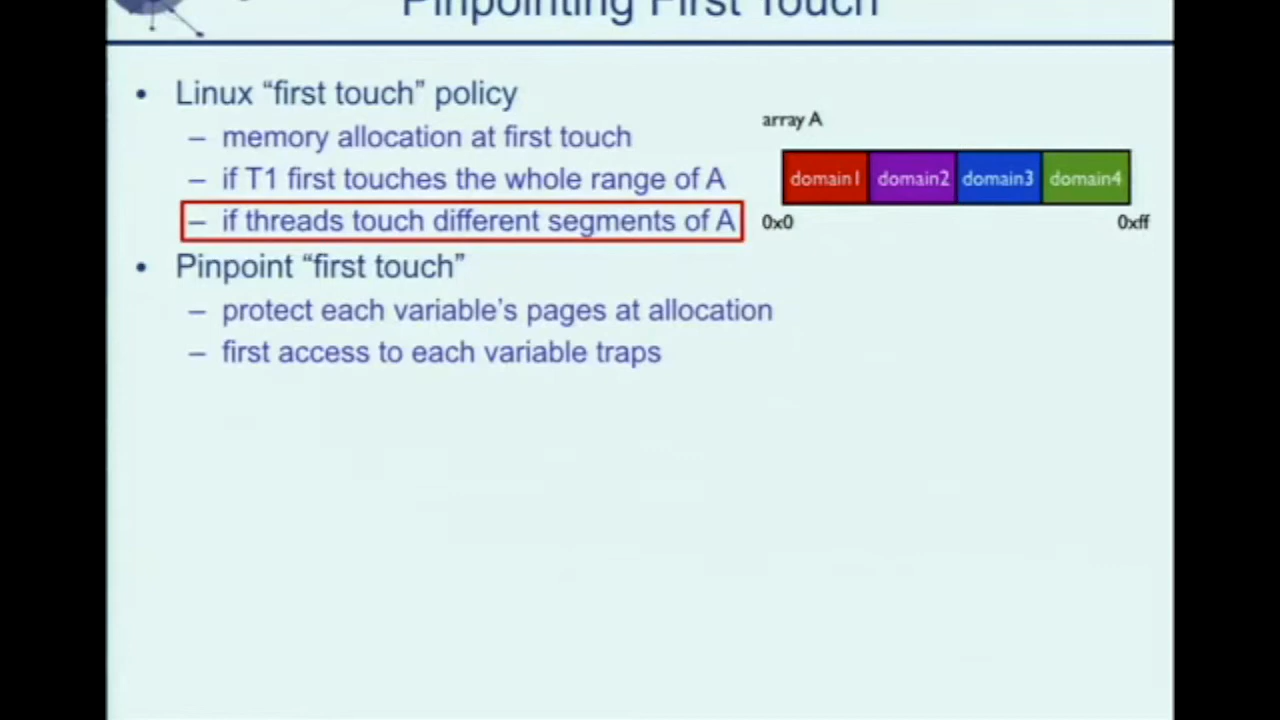 Pinpointing First Touch
• Linux “first touch” policy
– memory allocation at first touch
– if T1 first touches the whole range of A
– if threads touch different segments of A
array A
domain1 domain2 domain3 domain4
0x0 0xff
• Pinpoint “first touch”
– protect each variable’s pages at allocation
– first access to each variable traps